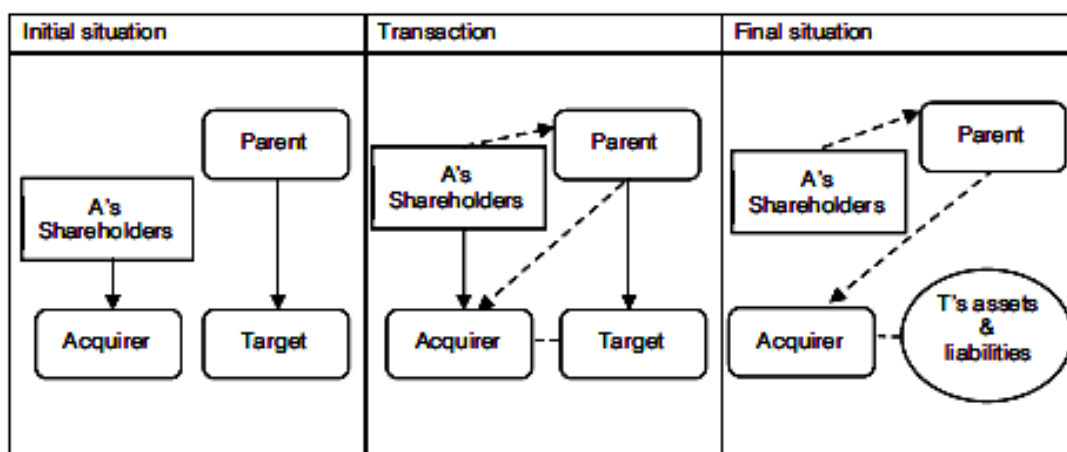 Initial situation
Transaction
Final situation
Parent
A's
Shareholders
Acquirer
Target
Parent
A's
Shareholders
Acquirer
Target
Parent
A's
Shareholders
Acquirer
T's assets
&
liabilities